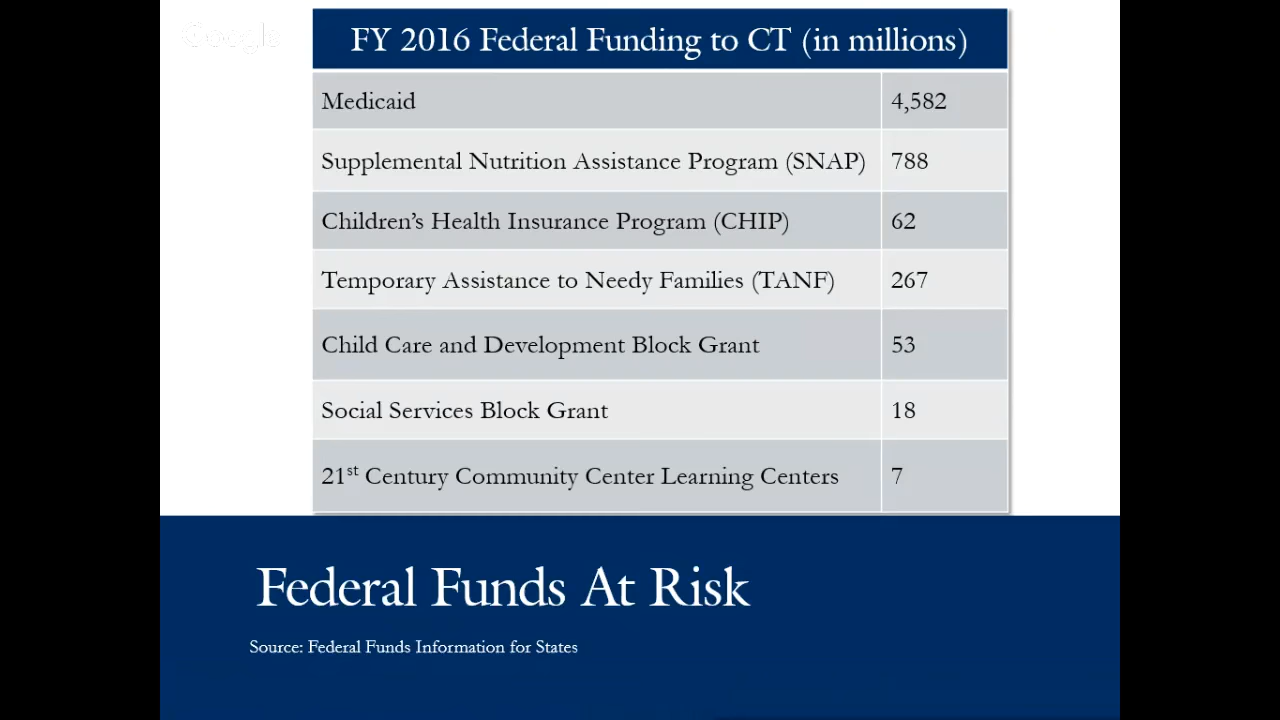 Google
FY 2016 Federal Funding to CT (in millions)
Medicaid 4,582
Supplemental Nutrition Assistance Program (SNAP) 788
Children’s Health Insurance Program (CHIP) 62
Temporary Assistance to Needy Families (TANF) 267
Child Care and Development Block Grant 53
Social Services Block Grant 18
21st Century Community Center Learning Centers 7
Federal Funds At Risk
Source: Federal Funds Information for States